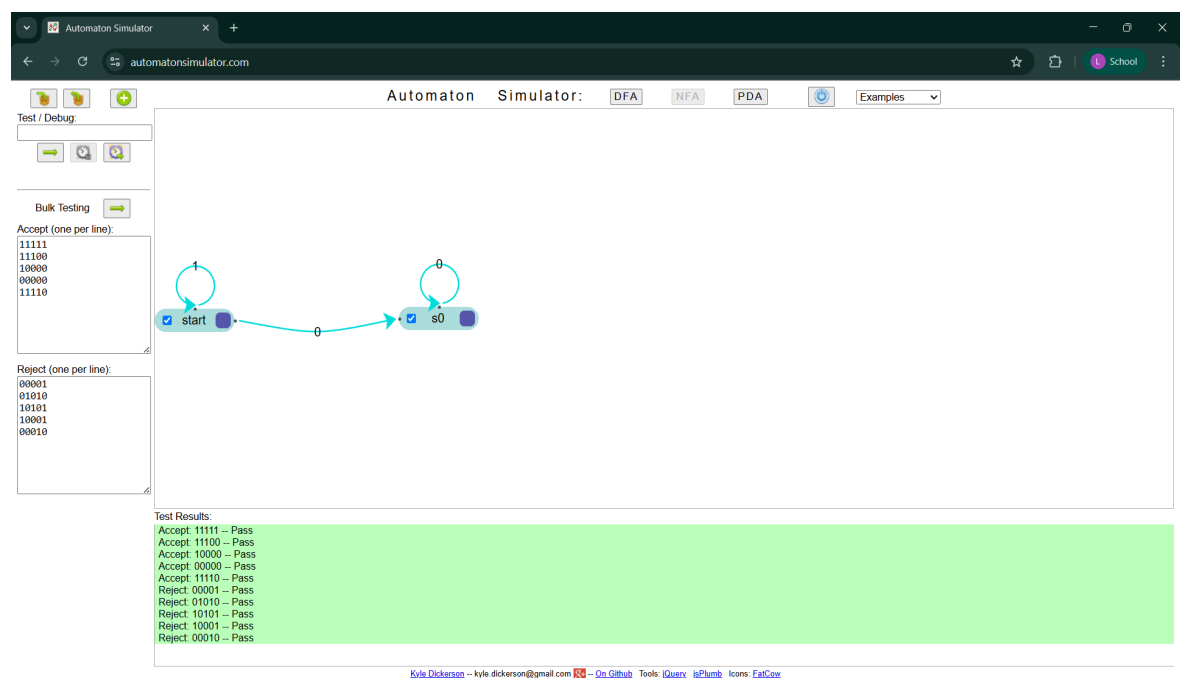 Automaton Simulator
automatonsimulator.com
L School
Automaton Simulator: DFA NFA PDA Examples
Test / Debug:
Bulk Testing
Accept (one per line):
11111
11100
10000
00000
11110
Reject (one per line):
00001
01010
10101
10001
00010
1
0
start
s0
0
Test Results:
Accept: 11111 -- Pass
Accept: 11100 -- Pass
Accept: 10000 -- Pass
Accept: 00000 -- Pass
Accept: 11110 -- Pass
Reject: 00001 -- Pass
Reject: 01010 -- Pass
Reject: 10101 -- Pass
Reject: 10001 -- Pass
Reject: 00010 -- Pass
Kyle Dickerson -- kyle.dickerson@gmail.com g+ -- On Github Tools: jQuery jsPlumb Icons: FatCow